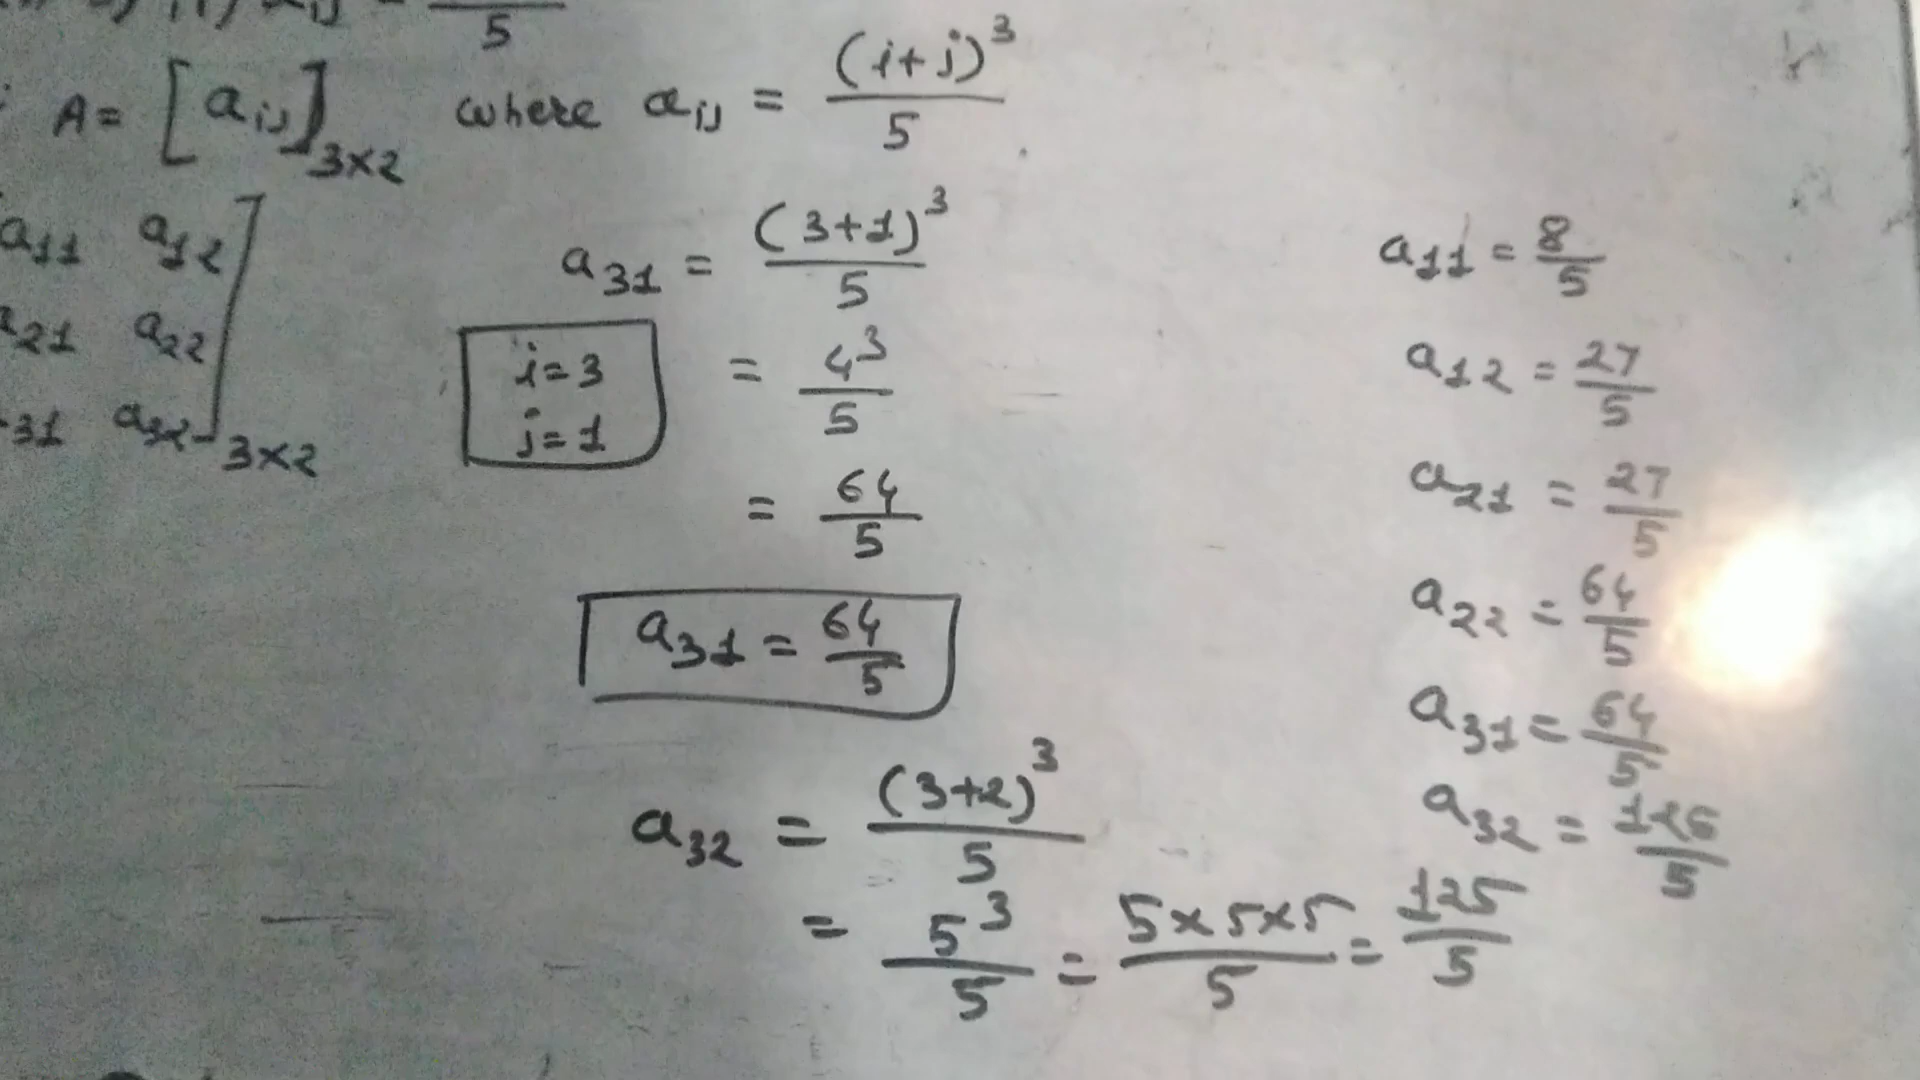 5
A = [aij]3×2 where aij = (i+j)³/5
a11 a12
a21 a22
31 a32 3×2
a31 = (3+1)³/5
i=3
j=1
= 4³/5
= 64/5
a31 = 64/5
a32 = (3+2)³/5
= 5³/5 = 5×5×5/5 = 125/5
a11 = 8/5
a12 = 27/5
a21 = 27/5
a22 = 64/5
a31 = 64/5
a32 = 125/5